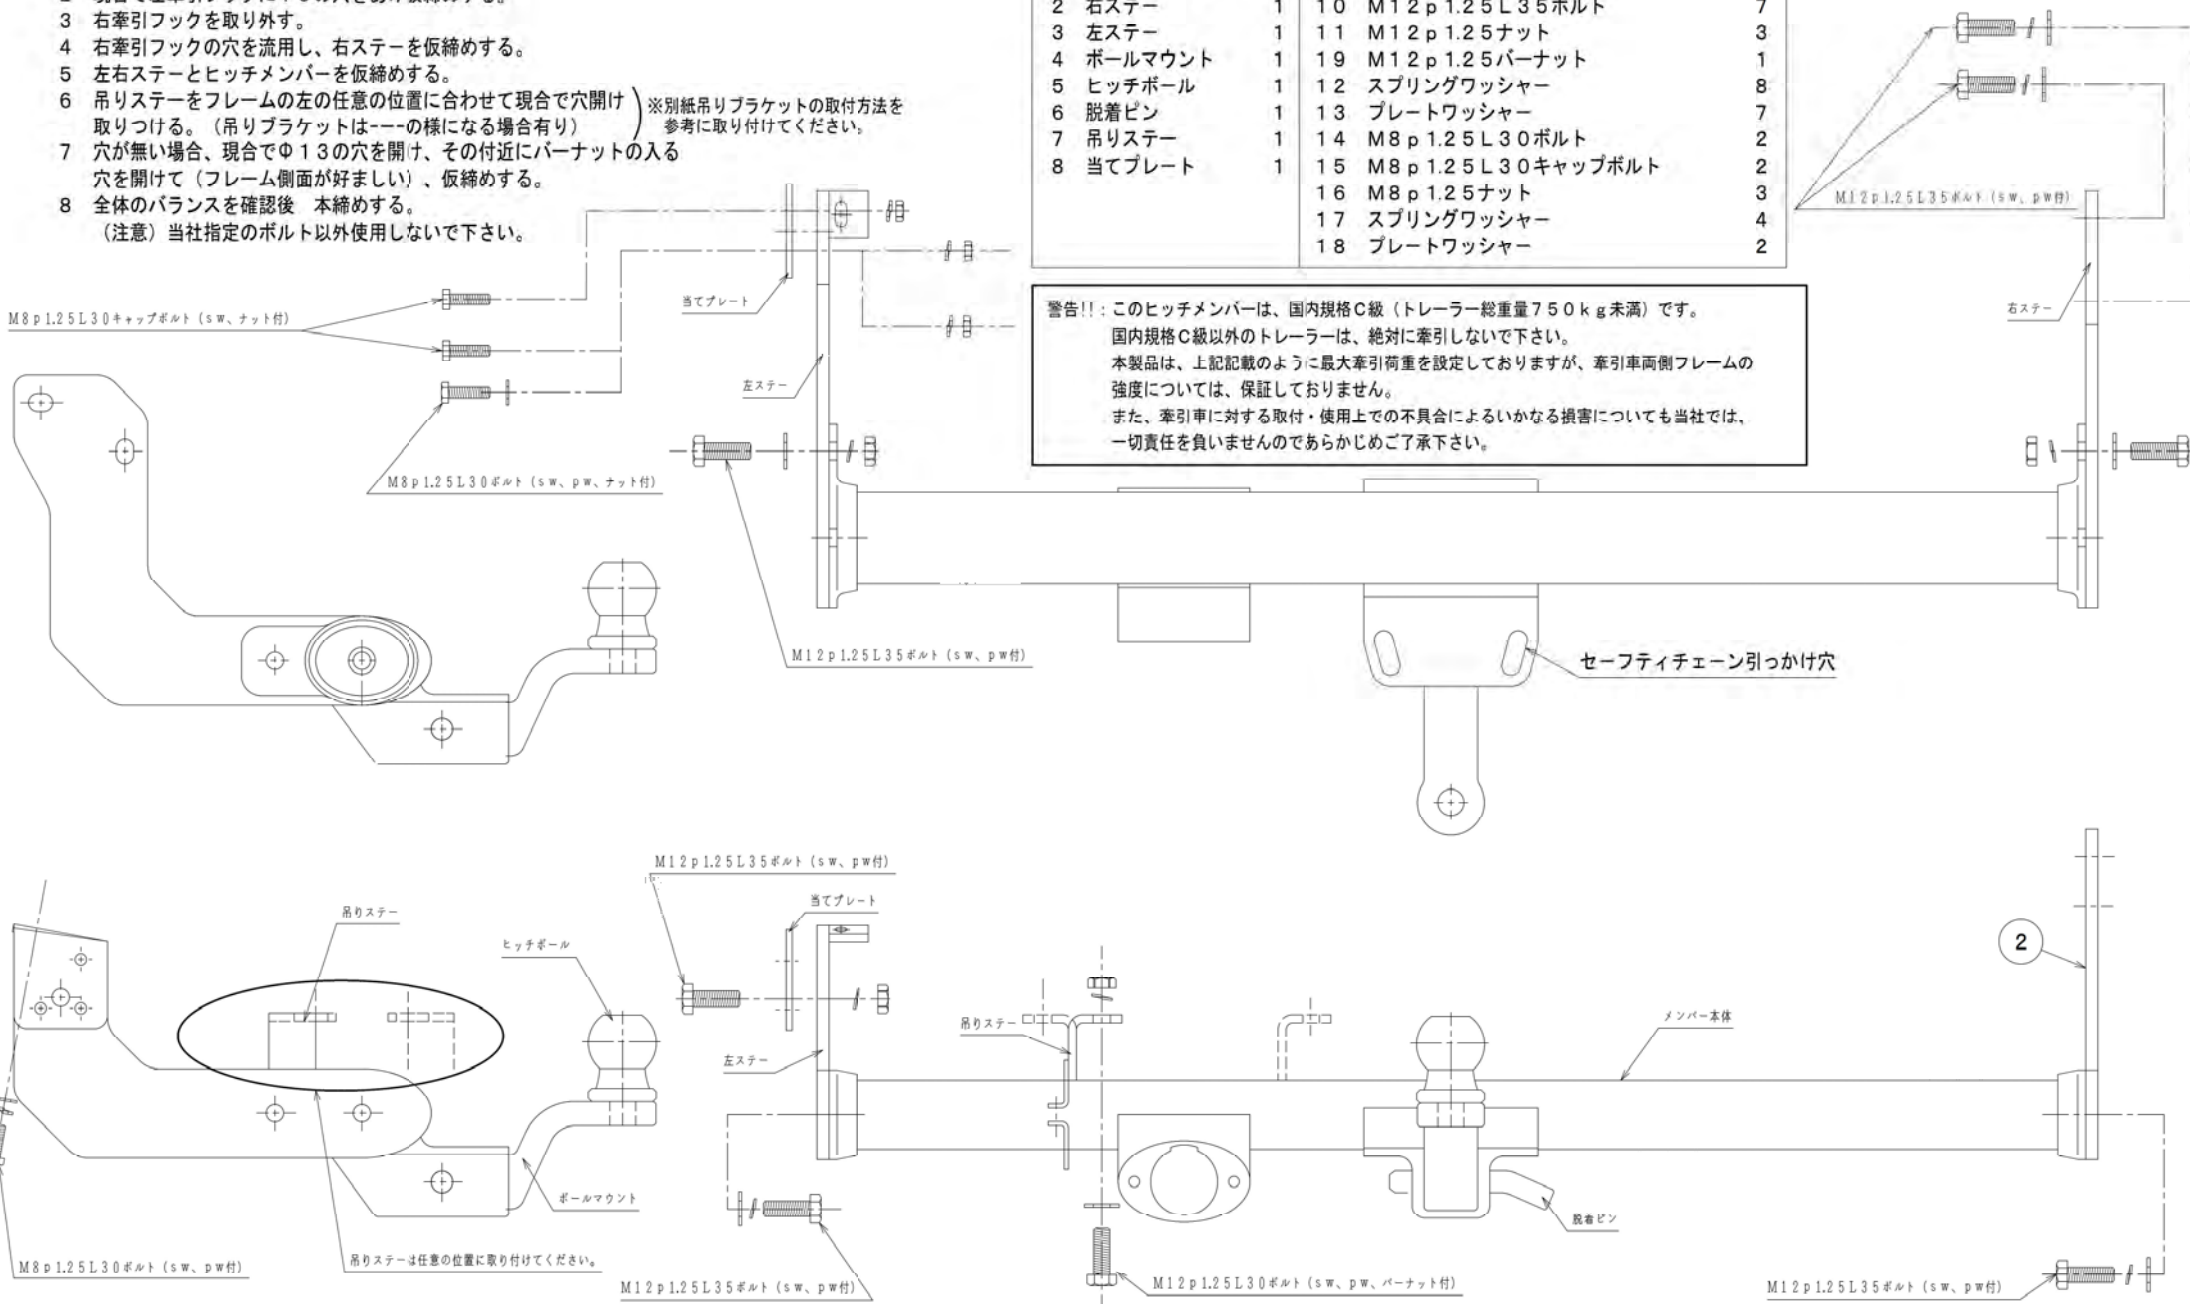 3 右牽引フックを取り外す。
4 右牽引フックの穴を流用し、右ステーを仮締めする。
5 左右ステーとヒッチメンバーを仮締めする。
6 吊りステーをフレームの左の任意の位置に合わせて現合で穴開け
取りつける。（吊りブラケットは---の様になる場合有り）
※別紙吊りブラケットの取付方法を
参考に取り付けてください。
7 穴が無い場合、現合でΦ13の穴を開け、その付近にバーナットの入る
穴を開けて（フレーム側面が好ましい）、仮締めする。
8 全体のバランスを確認後 本締めする。
（注意）当社指定のボルト以外使用しないで下さい。
2 右ステー 1 10 M12p1.25L35ボルト 7
3 左ステー 1 11 M12p1.25ナット 3
4 ボールマウント 1 19 M12p1.25バーナット 1
5 ヒッチボール 1 12 スプリングワッシャー 8
6 脱着ピン 1 13 プレートワッシャー 7
7 吊りステー 1 14 M8p1.25L30ボルト 2
8 当てプレート 1 15 M8p1.25L30キャップボルト 2
16 M8p1.25ナット 3
17 スプリングワッシャー 4
18 プレートワッシャー 2
M12p1.25L35ボルト（sw、pw付）
右ステー
警告!!：このヒッチメンバーは、国内規格C級（トレーラー総重量750kg未満）です。
国内規格C級以外のトレーラーは、絶対に牽引しないで下さい。
本製品は、上記記載のように最大牽引荷重を設定しておりますが、牽引車両側フレームの
強度については、保証しておりません。
また、牽引車に対する取付・使用上での不具合によるいかなる損害についても当社では、
一切責任を負いませんのであらかじめご了承下さい。
当てプレート
M8p1.25L30キャップボルト（sw、ナット付）
左ステー
M8p1.25L30ボルト（sw、pw、ナット付）
M12p1.25L35ボルト（sw、pw付）
セーフティチェーン引っかけ穴
M12p1.25L35ボルト（sw、pw付）
当てプレート
吊りステー
ヒッチボール
2
吊りステー
メンバー本体
左ステー
ボールマウント
脱着ピン
吊りステーは任意の位置に取り付けてください。
M8p1.25L30ボルト（sw、pw付）
M12p1.25L35ボルト（sw、pw付）
M12p1.25L30ボルト（sw、pw、バーナット付）
M12p1.25L35ボルト（sw、pw付）